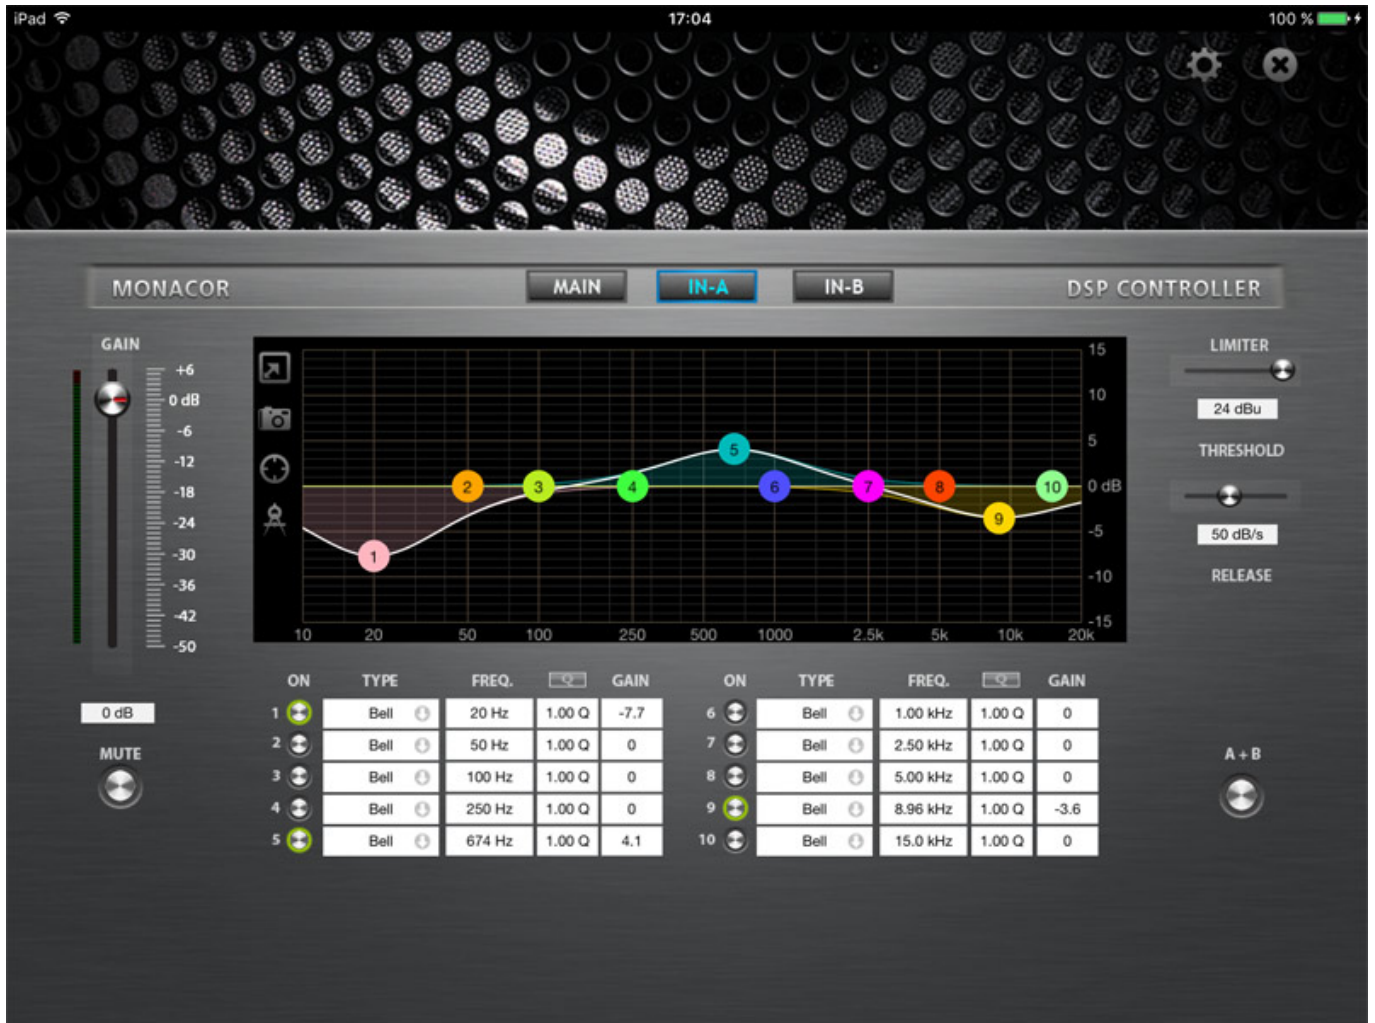 iPad 17:04 100 %
MONACOR MAIN IN-A IN-B DSP CONTROLLER
GAIN
+6
0 dB
-6
-12
-18
-24
-30
-36
-42
-50
0 dB
MUTE
15
10
5
0 dB
-5
-10
-15
1 2 3 4 5 6 7 8 9 10
10 20 50 100 250 500 1000 2.5k 5k 10k 20k
LIMITER
24 dBu
THRESHOLD
50 dB/s
RELEASE
A + B
ON TYPE FREQ. Q GAIN
1 Bell 20 Hz 1.00 Q -7.7
2 Bell 50 Hz 1.00 Q 0
3 Bell 100 Hz 1.00 Q 0
4 Bell 250 Hz 1.00 Q 0
5 Bell 674 Hz 1.00 Q 4.1
ON TYPE FREQ. Q GAIN
6 Bell 1.00 kHz 1.00 Q 0
7 Bell 2.50 kHz 1.00 Q 0
8 Bell 5.00 kHz 1.00 Q 0
9 Bell 8.96 kHz 1.00 Q -3.6
10 Bell 15.0 kHz 1.00 Q 0